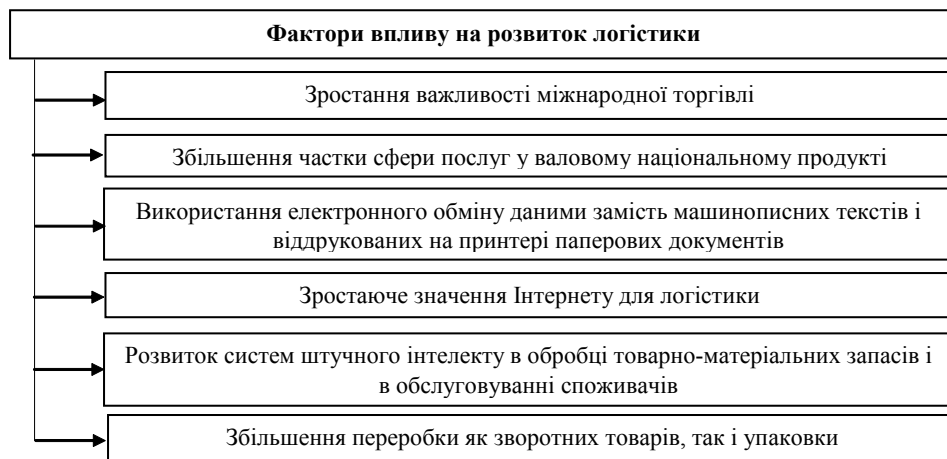 Фактори впливу на розвиток логістики
Зростання важливості міжнародної торгівлі
Збільшення частки сфери послуг у валовому національному продукті
Використання електронного обміну даними замість машинописних текстів і
віддрукованих на принтері паперових документів
Зростаюче значення Інтернету для логістики
Розвиток систем штучного інтелекту в обробці товарно-матеріальних запасів і
в обслуговуванні споживачів
Збільшення переробки як зворотних товарів, так і упаковки